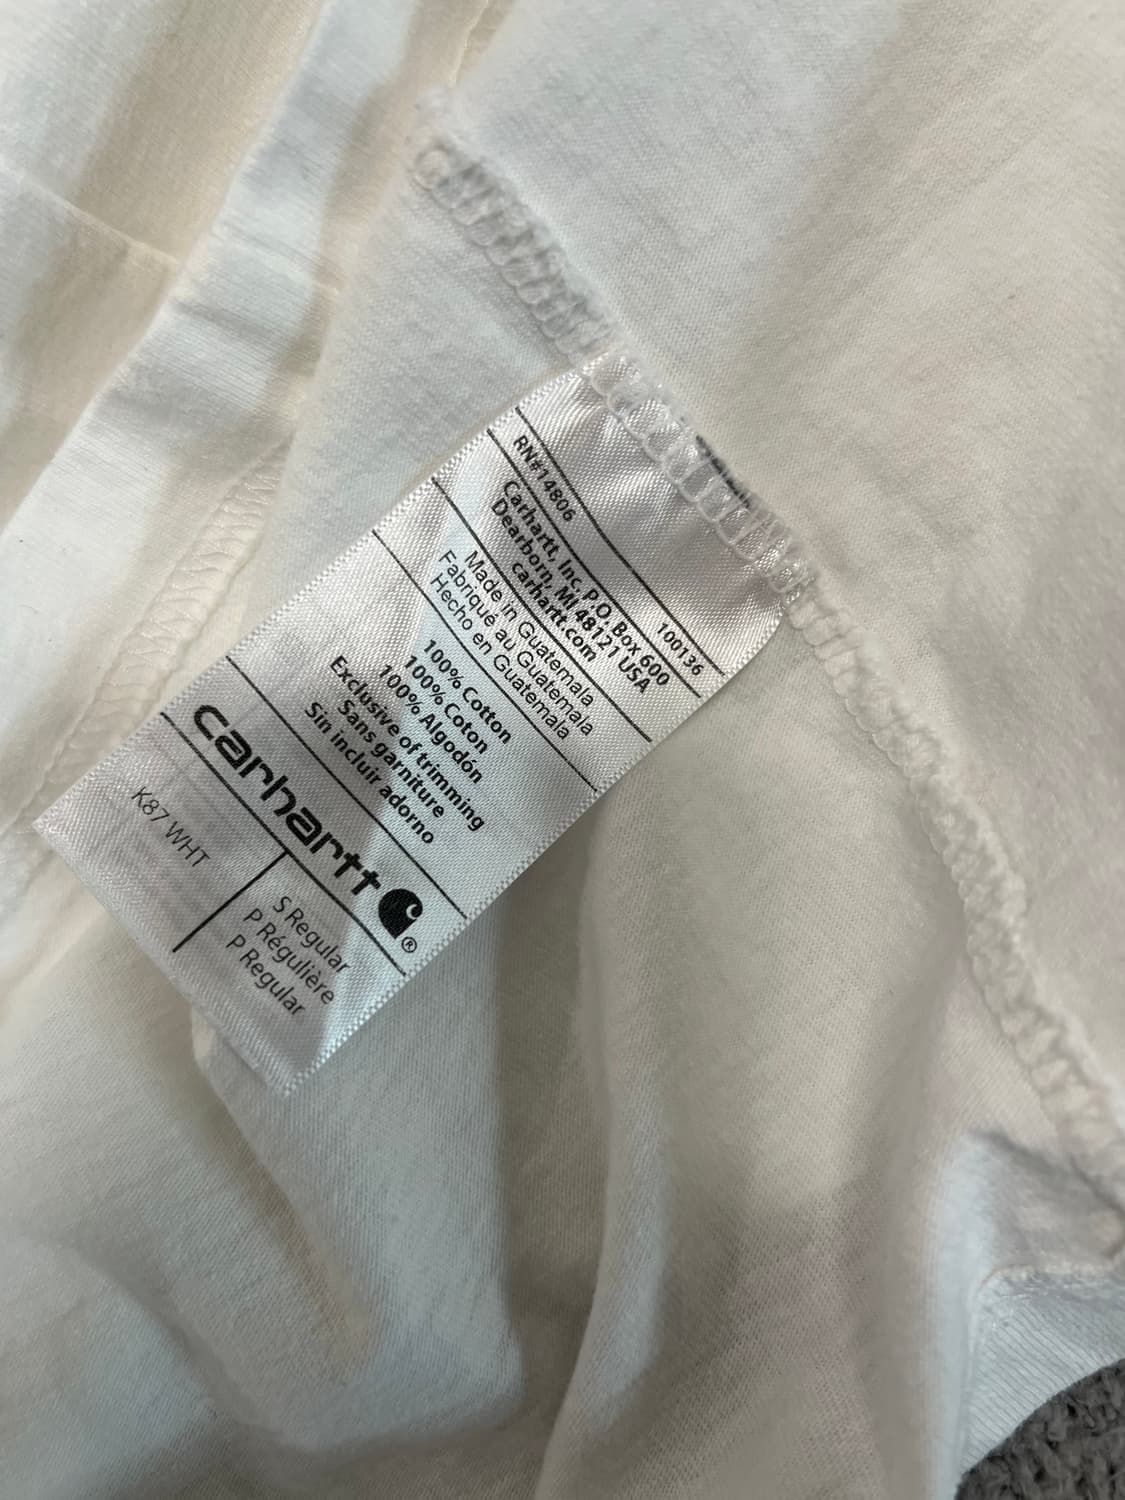 RN#14806
100136
Carhartt, Inc. P.O. Box 600
Dearborn, MI 48121 USA
carhartt.com
Made in Guatemala
Fabriqué au Guatemala
Hecho en Guatemala
100% Cotton
100% Coton
100% Algodón
Exclusive of trimming
Sans garniture
Sin incluir adorno
carhartt ®
K87 WHT
S Regular
P Régulière
P Regular